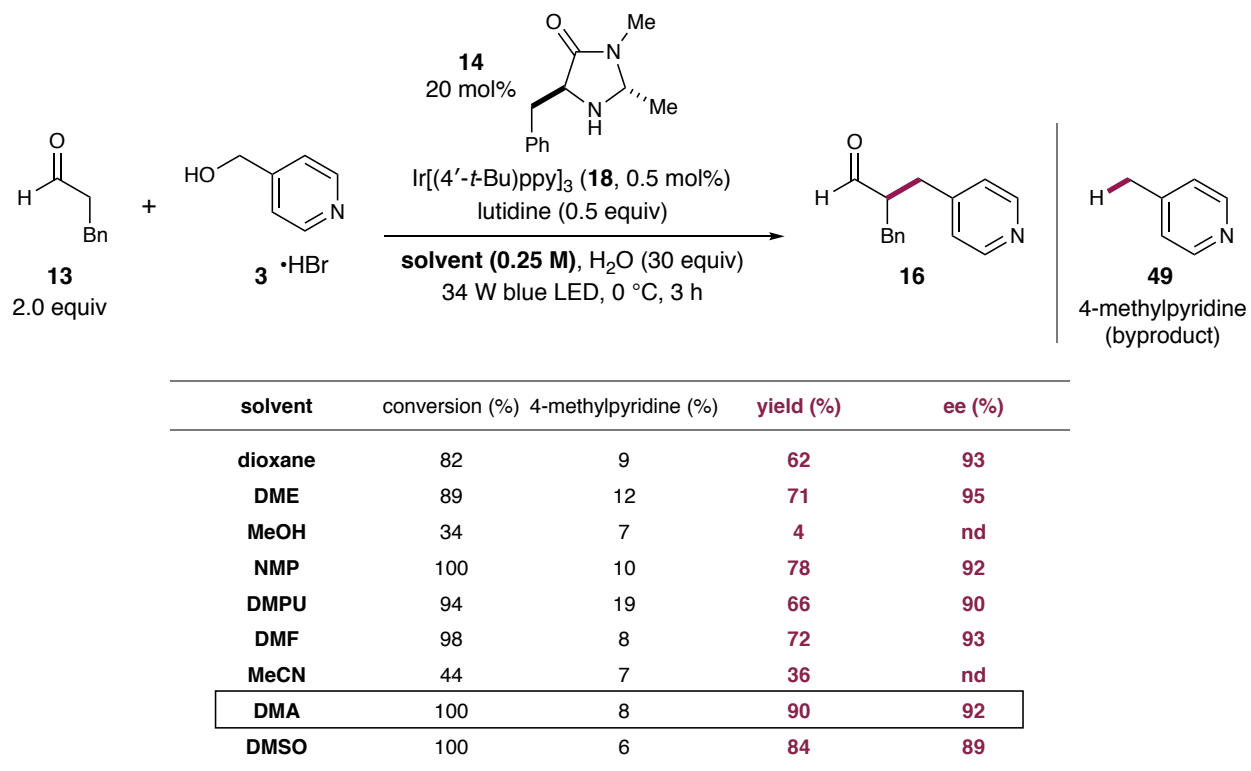 O
Me
N
14
20 mol%
N
H
Me
Ph
O
H
Bn
13
2.0 equiv
+
HO
N
3 •HBr
Ir[(4′-t-Bu)ppy]3 (18, 0.5 mol%)
lutidine (0.5 equiv)
solvent (0.25 M), H2O (30 equiv)
34 W blue LED, 0 °C, 3 h
O
H
Bn
N
16
H
N
49
4-methylpyridine
(byproduct)
solvent conversion (%) 4-methylpyridine (%) yield (%) ee (%)
dioxane 82 9 62 93
DME 89 12 71 95
MeOH 34 7 4 nd
NMP 100 10 78 92
DMPU 94 19 66 90
DMF 98 8 72 93
MeCN 44 7 36 nd
DMA 100 8 90 92
DMSO 100 6 84 89